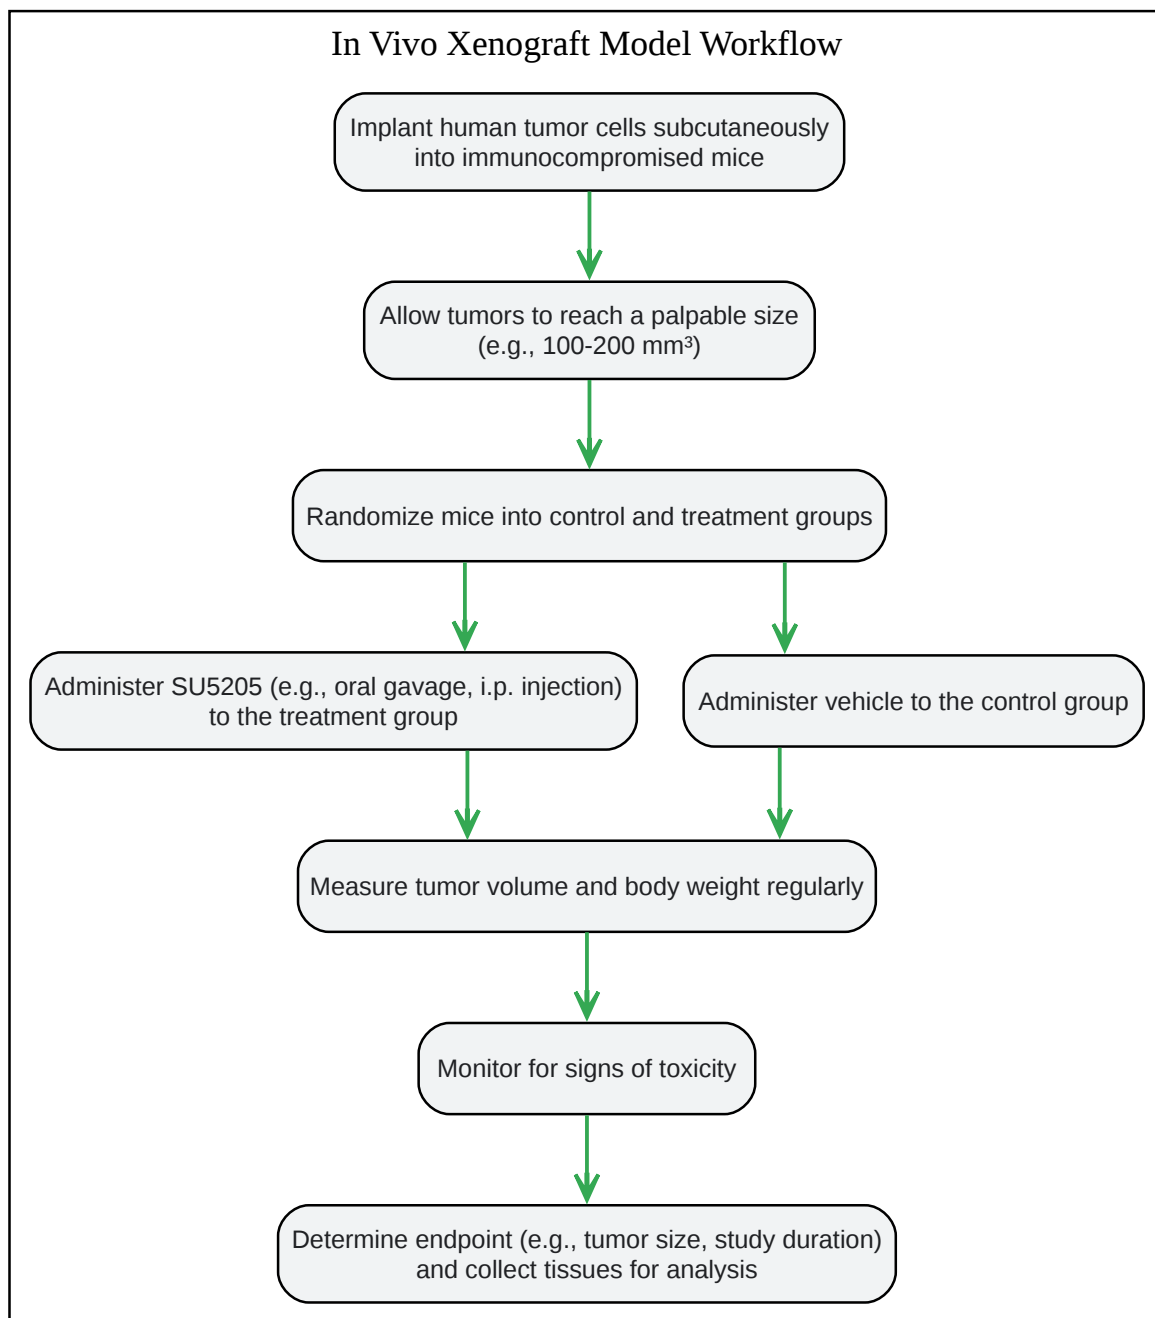 In Vivo Xenograft Model Workflow
Implant human tumor cells subcutaneously
into immunocompromised mice
Allow tumors to reach a palpable size
(e.g., 100-200 mm³)
Randomize mice into control and treatment groups
Administer SU5205 (e.g., oral gavage, i.p. injection)
to the treatment group
Administer vehicle to the control group
Measure tumor volume and body weight regularly
Monitor for signs of toxicity
Determine endpoint (e.g., tumor size, study duration)
and collect tissues for analysis